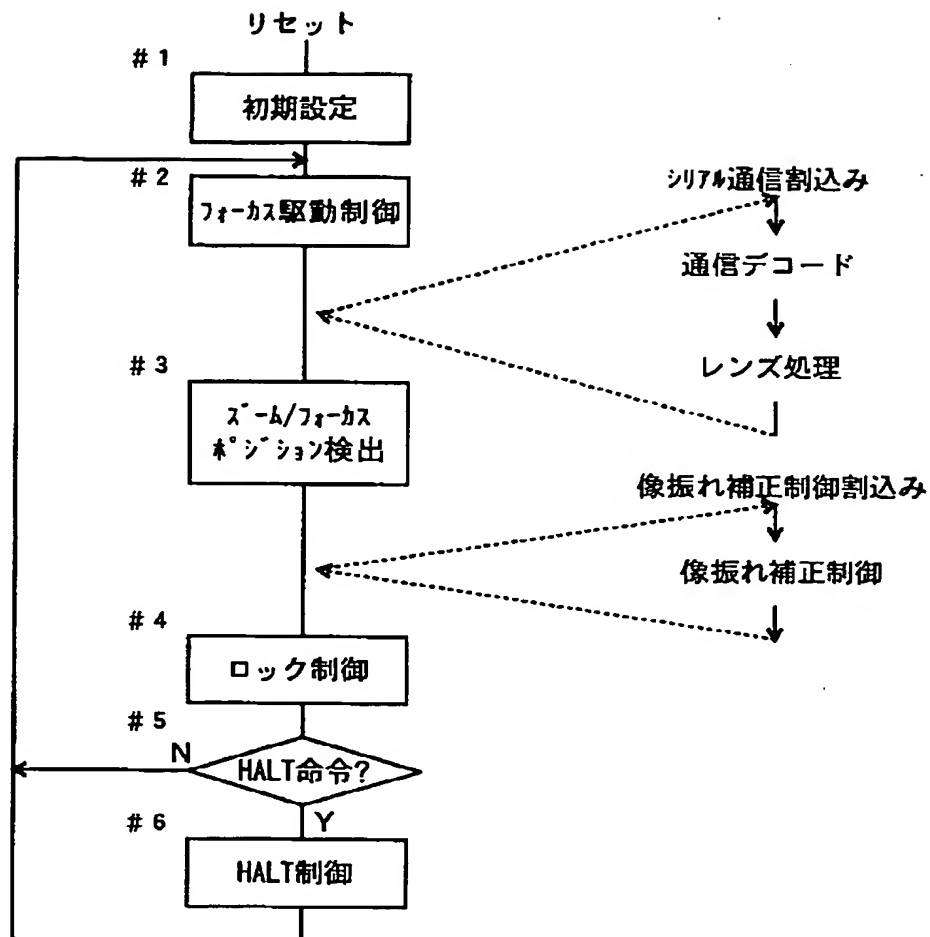 リセット
#1
初期設定
#2
フォーカス駆動制御
#3
ズーム/フォーカス
ポジション検出
#4
ロック制御
#5
N
HALT命令?
Y
#6
HALT制御
シリアル通信割込み
通信デコード
レンズ処理
像振れ補正制御割込み
像振れ補正制御